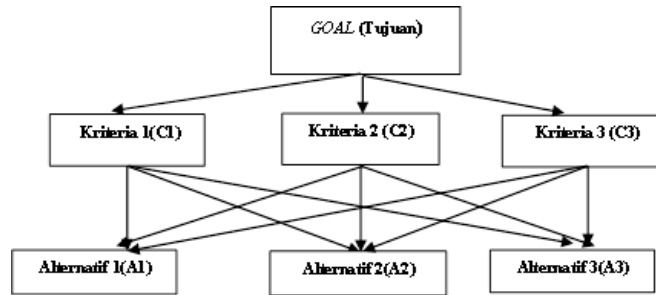 GOAL (Tujuan)
Kriteria 1(C1)
Kriteria 2 (C2)
Kriteria 3 (C3)
Alternatif 1(A1)
Alternatif 2(A2)
Alternatif 3(A3)